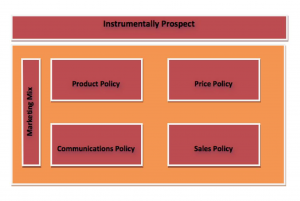 Instrumentally Prospect
Marketing Mix
Product Policy
Price Policy
Communications Policy
Sales Policy